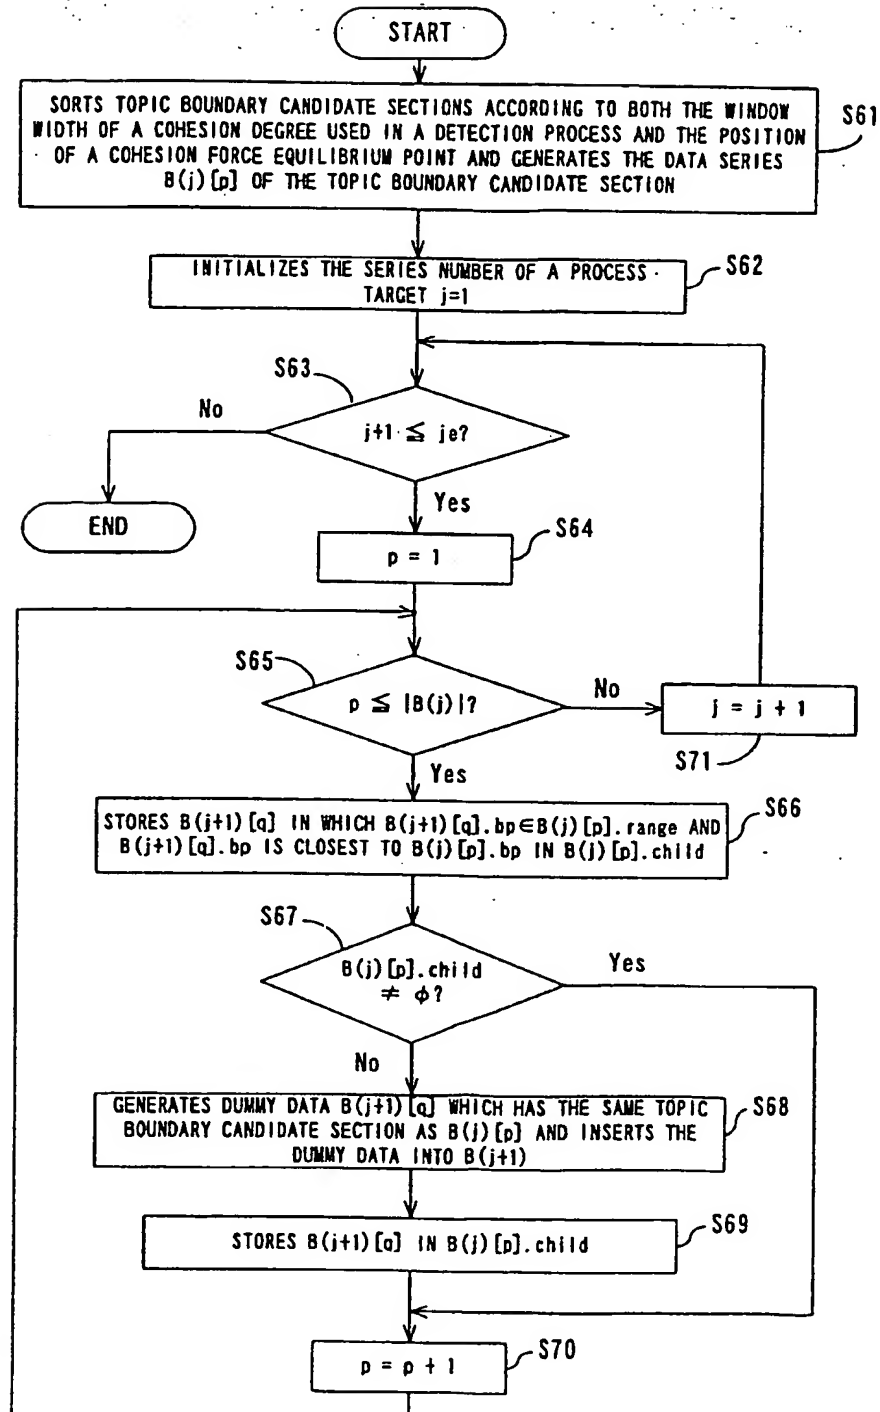 START
SORTS TOPIC BOUNDARY CANDIDATE SECTIONS ACCORDING TO BOTH THE WINDOW
WIDTH OF A COHESION DEGREE USED IN A DETECTION PROCESS AND THE POSITION
OF A COHESION FORCE EQUILIBRIUM POINT AND GENERATES THE DATA SERIES
B(j)[p] OF THE TOPIC BOUNDARY CANDIDATE SECTION
S61
INITIALIZES THE SERIES NUMBER OF A PROCESS
TARGET j=1
S62
S63
j+1 ≦ je?
No
END
Yes
p = 1
S64
S65
p ≦ |B(j)|?
No
j = j + 1
S71
Yes
STORES B(j+1)[q] IN WHICH B(j+1)[q].bp∈B(j)[p].range AND
B(j+1)[q].bp IS CLOSEST TO B(j)[p].bp IN B(j)[p].child
S66
S67
B(j)[p].child
≠ φ?
Yes
No
GENERATES DUMMY DATA B(j+1)[q] WHICH HAS THE SAME TOPIC
BOUNDARY CANDIDATE SECTION AS B(j)[p] AND INSERTS THE
DUMMY DATA INTO B(j+1)
S68
STORES B(j+1)[q] IN B(j)[p].child
S69
p = p + 1
S70